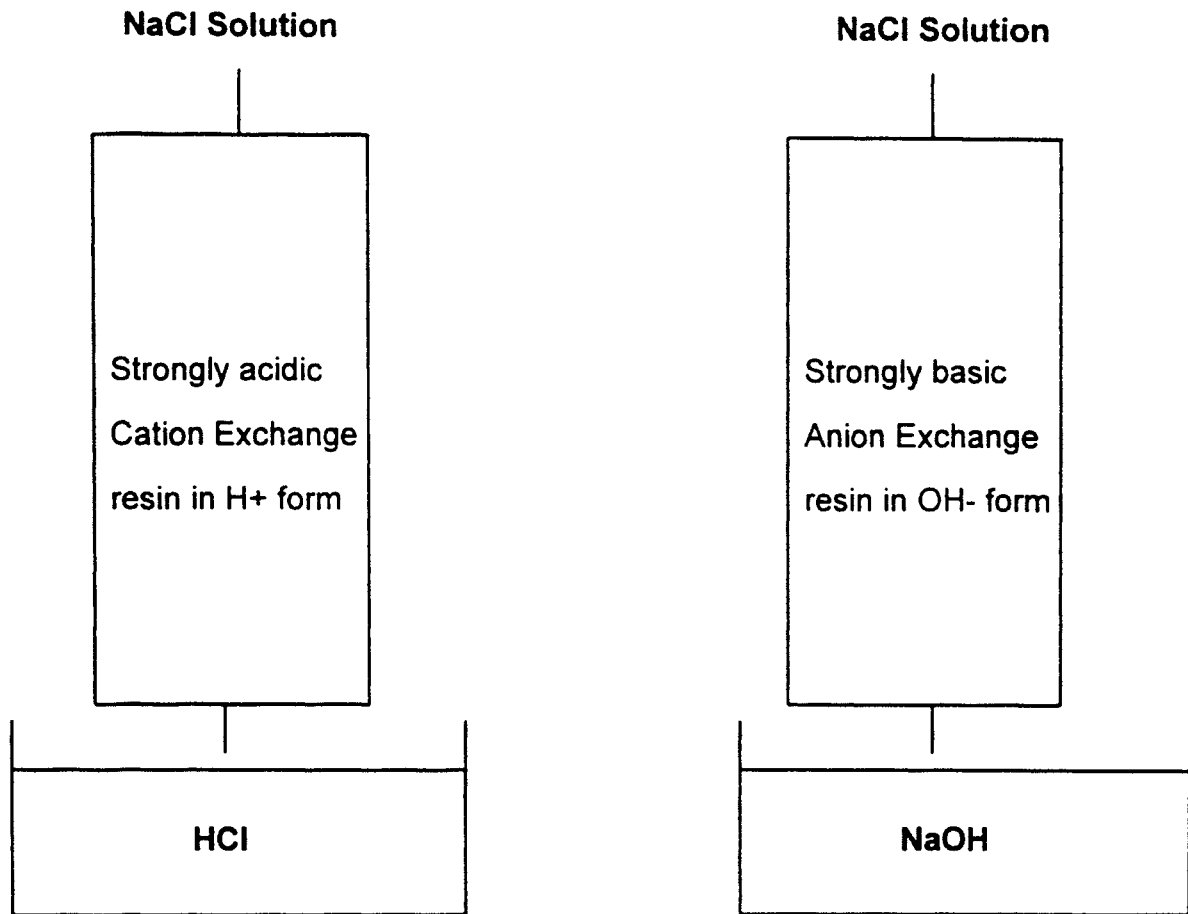 NaCl Solution
Strongly acidic
Cation Exchange
resin in H+ form
HCl
NaCl Solution
Strongly basic
Anion Exchange
resin in OH- form
NaOH